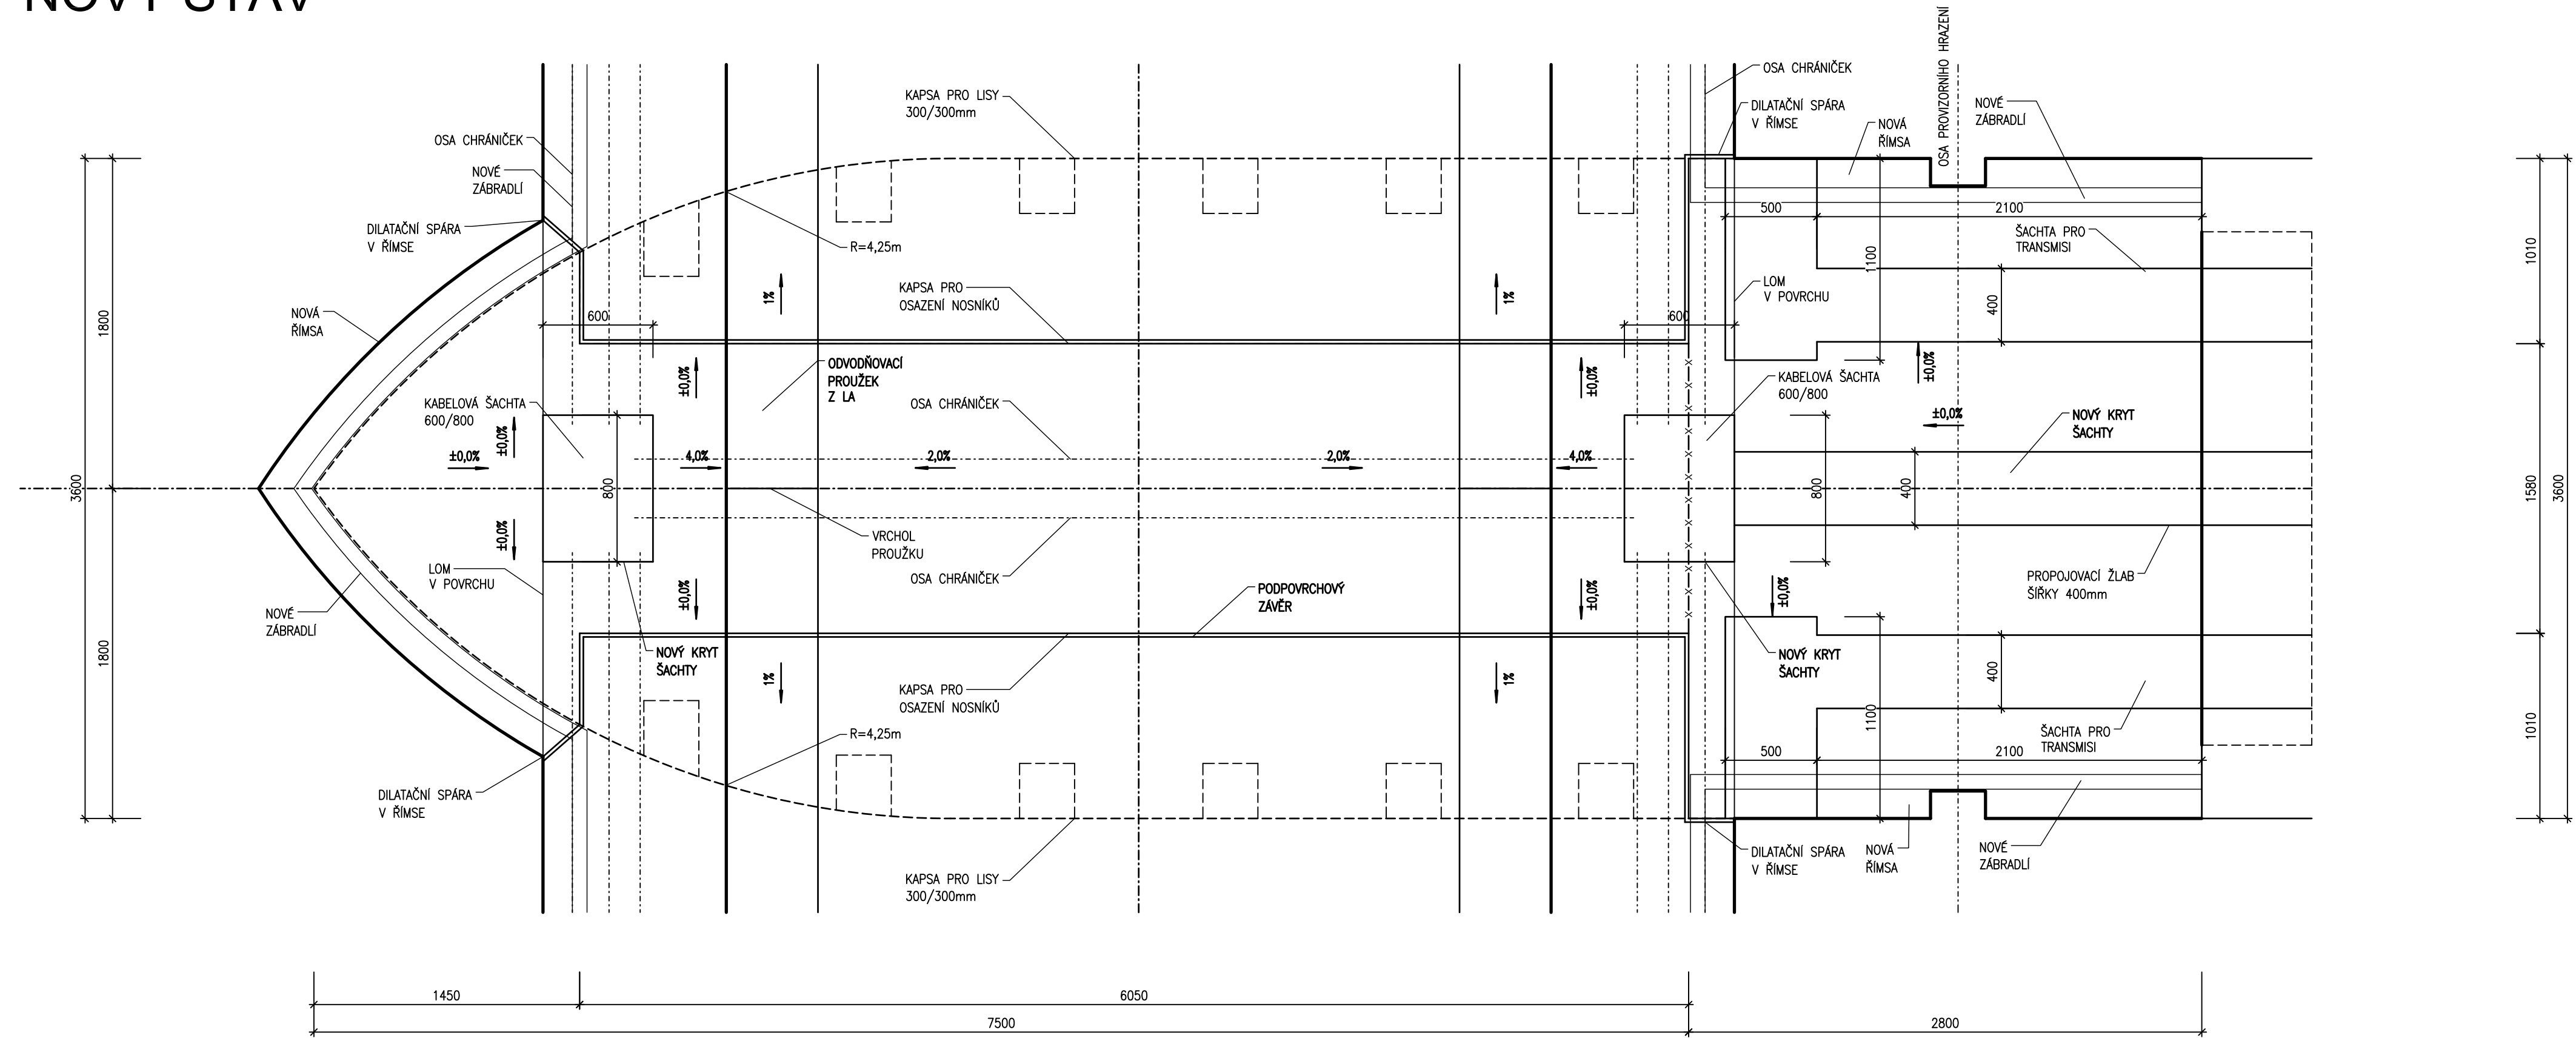 NOVÝ STAV
OSA PROVIZORNÍHO HRAZENÍ
OSA CHRÁNIČEK
KAPSA PRO LISY
300/300mm
DILATAČNÍ SPÁRA
V ŘÍMSE
NOVÉ
ZÁBRADLÍ
NOVÁ
ŘÍMSA
OSA CHRÁNIČEK
NOVÉ
ZÁBRADLÍ
500
2100
DILATAČNÍ SPÁRA
V ŘÍMSE
R=4,25m
ŠACHTA PRO
TRANSMISI
1100
1010
1%
1%
KAPSA PRO
OSAZENÍ NOSNÍKŮ
LOM
V POVRCHU
400
NOVÁ
ŘÍMSA
1800
600
600
ODVODŇOVACÍ
PROUŽEK
Z LA
±0,0%
±0,0%
±0,0%
KABELOVÁ ŠACHTA
600/800
KABELOVÁ ŠACHTA
600/800
OSA CHRÁNIČEK
±0,0%
NOVÝ KRYT
ŠACHTY
±0,0%
±0,0%
4,0%
2,0%
2,0%
4,0%
3600
800
800
400
1580
3600
±0,0%
VRCHOL
PROUŽKU
LOM
V POVRCHU
OSA CHRÁNIČEK
PROPOJOVACÍ ŽLAB
ŠÍŘKY 400mm
±0,0%
±0,0%
±0,0%
PODPOVRCHOVÝ
ZÁVĚR
NOVÉ
ZÁBRADLÍ
1800
NOVÝ KRYT
ŠACHTY
NOVÝ KRYT
ŠACHTY
400
1%
1%
KAPSA PRO
OSAZENÍ NOSNÍKŮ
1100
1010
R=4,25m
ŠACHTA PRO
TRANSMISI
500
2100
DILATAČNÍ SPÁRA
V ŘÍMSE
DILATAČNÍ SPÁRA
V ŘÍMSE
NOVÁ
ŘÍMSA
NOVÉ
ZÁBRADLÍ
KAPSA PRO LISY
300/300mm
1450
6050
7500
2800